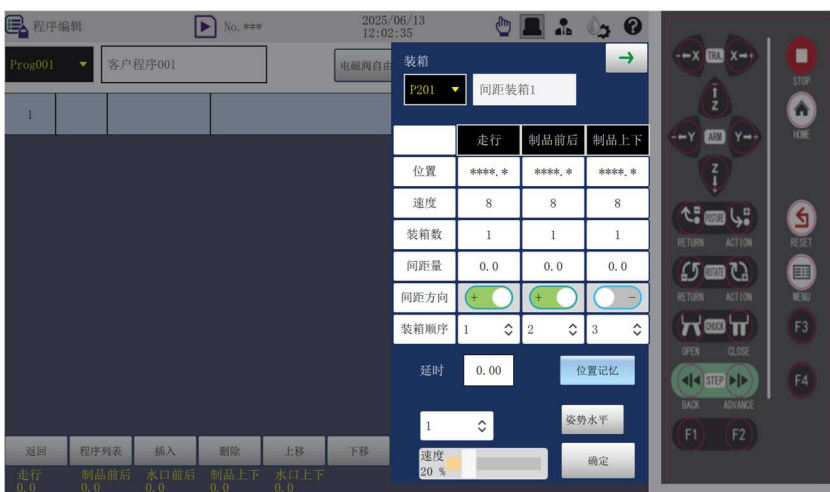 程序编辑
No. ***
2025/06/13
12:02:35
Prog001
客户程序001
电磁阀自由
1
装箱
P201
间距装箱1
走行 制品前后 制品上下
位置 ****.* ****.* ****.*
速度 8 8 8
装箱数 1 1 1
间距量 0.0 0.0 0.0
间距方向 + + -
装箱顺序 1 2 3
延时 0.00 位置记忆
1 姿势水平
速度
20 %
确定
返回 程序列表 插入 删除 上移 下移
走行 制品前后 水口前后 制品上下 水口上下
0.0 0.0 0.0 0.0 0.0
-←X TRA. X→+
STOP
↑
Z
-←Y ARM Y→+
HOME
Z
↓
POSTURE
RETURN ACTION
RESET
ROTATE
RETURN ACTION
MENU
CHUCK
F3
OPEN CLOSE
STEP
F4
BACK ADVANCE
F1 F2